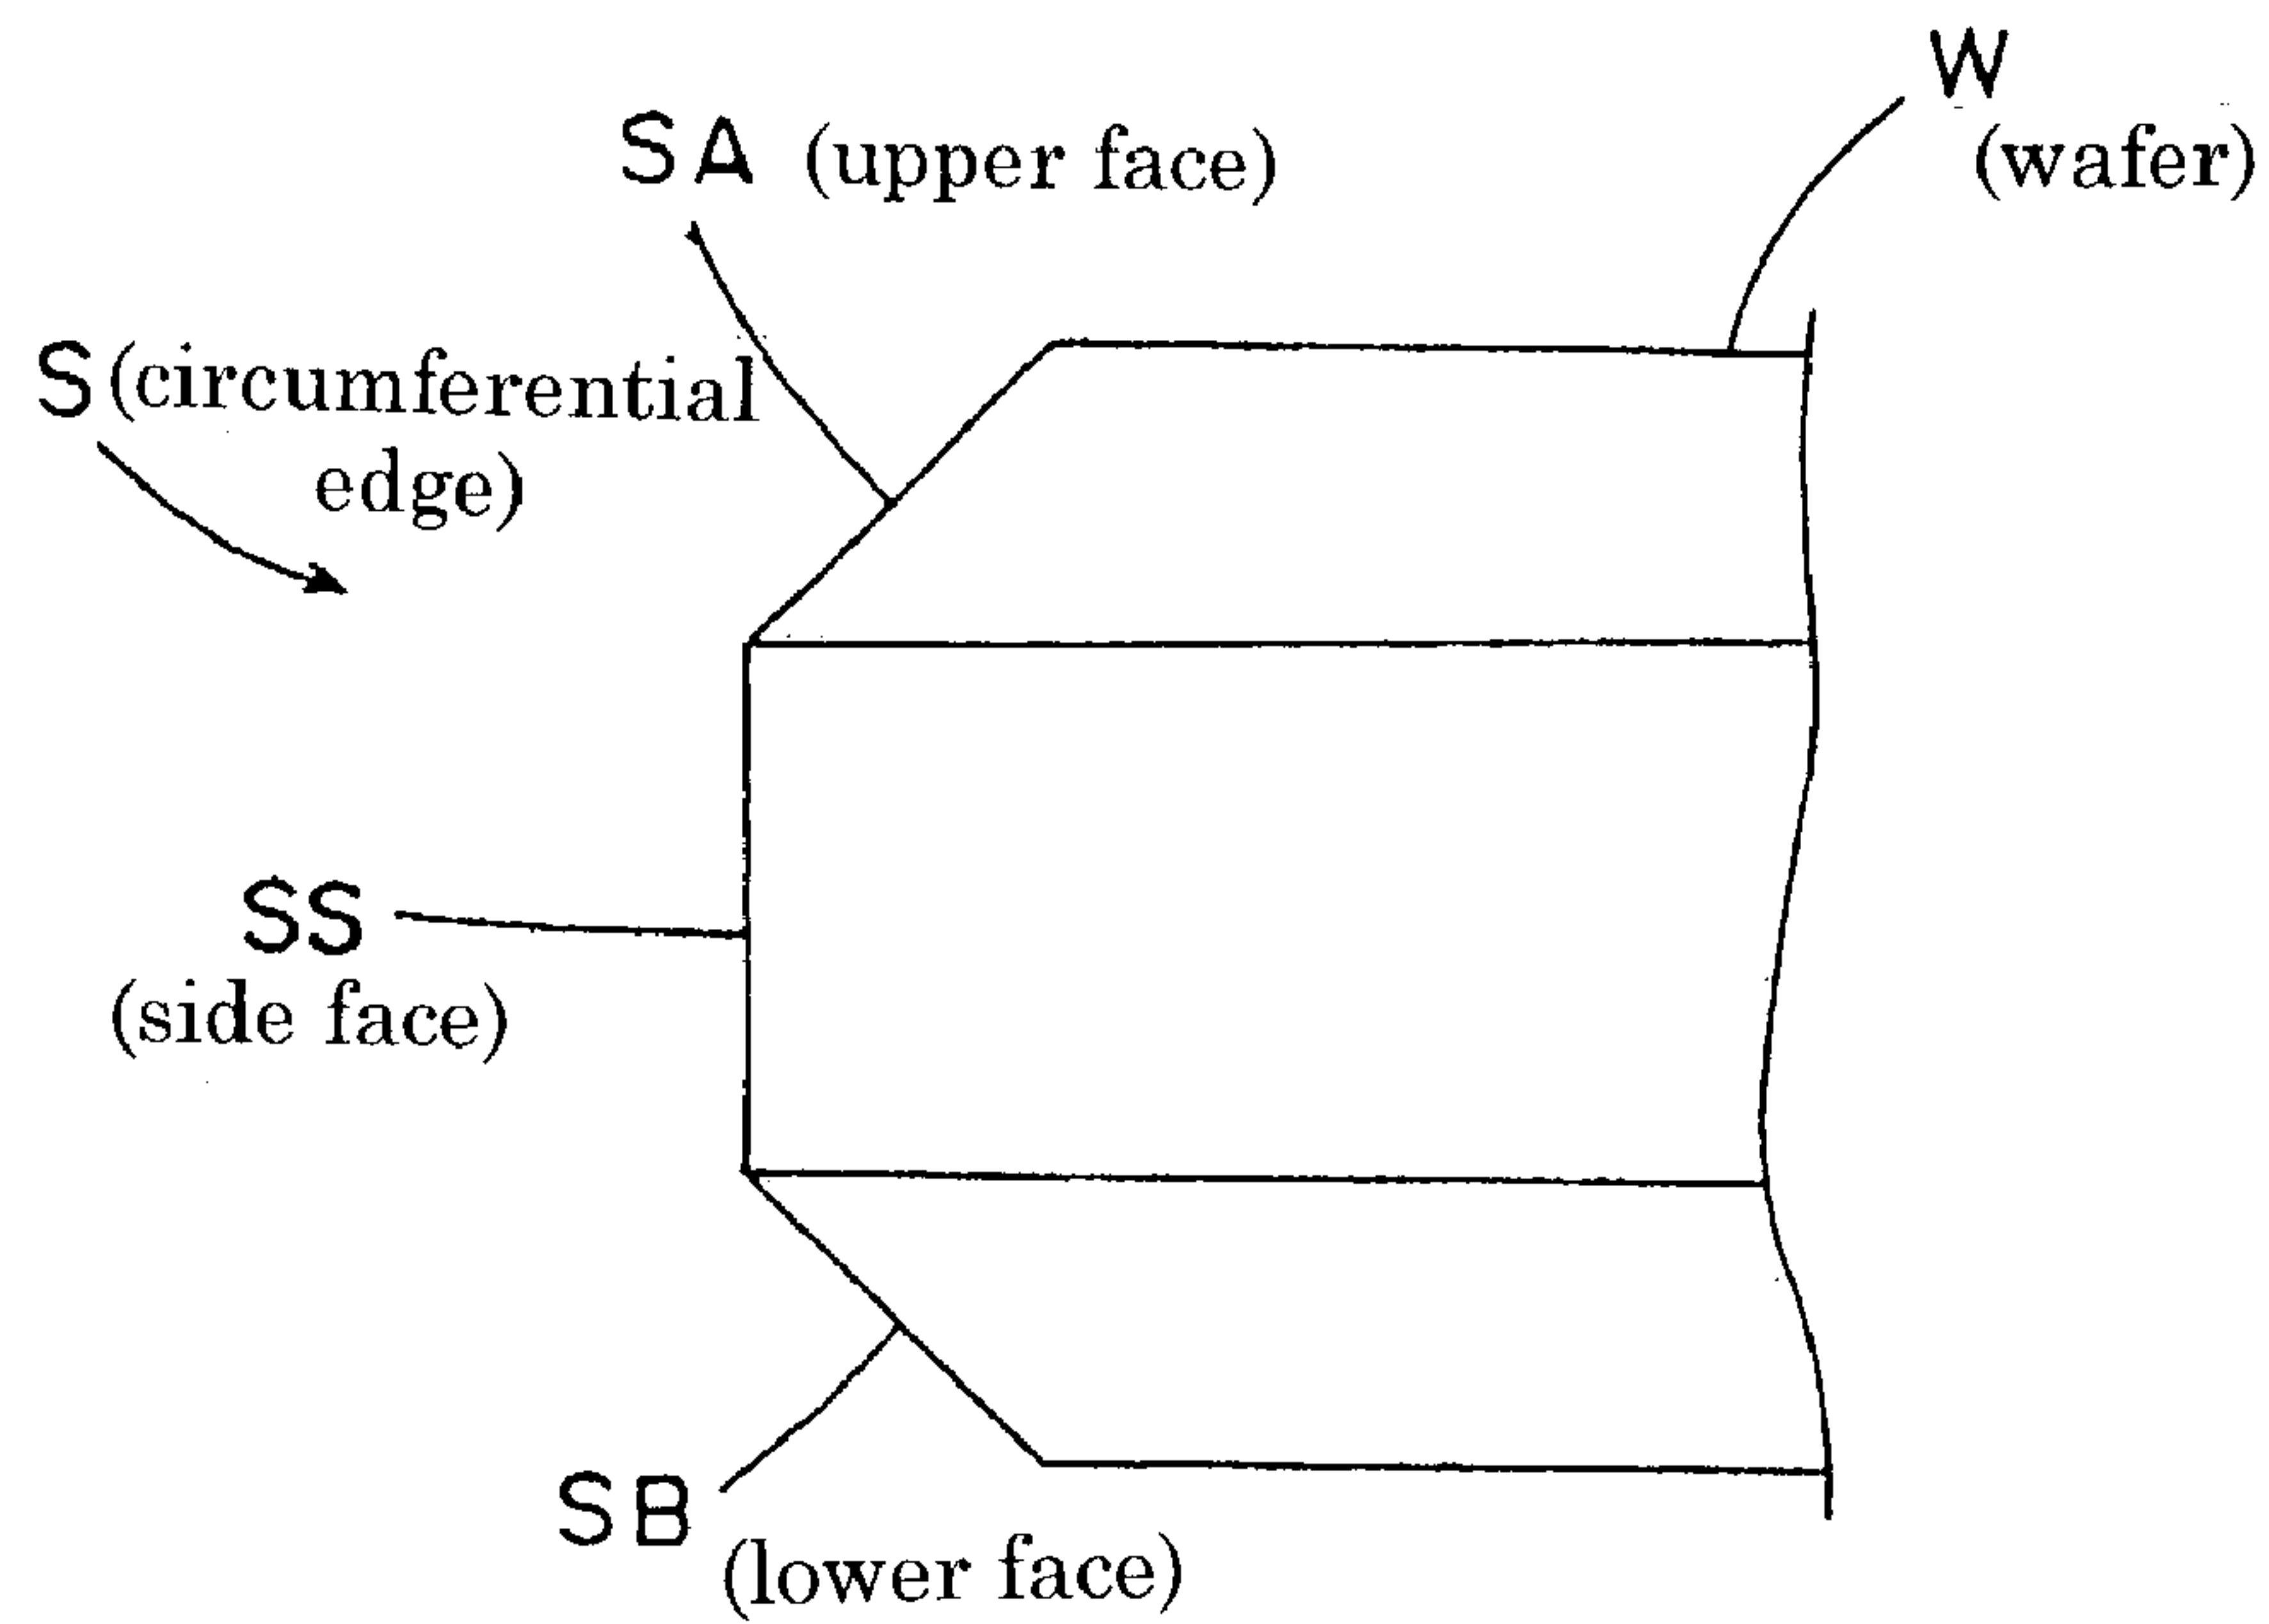 W
(wafer)
SA (upper face)
S (circumferential
edge)
SS
(side face)
SB
(lower face)